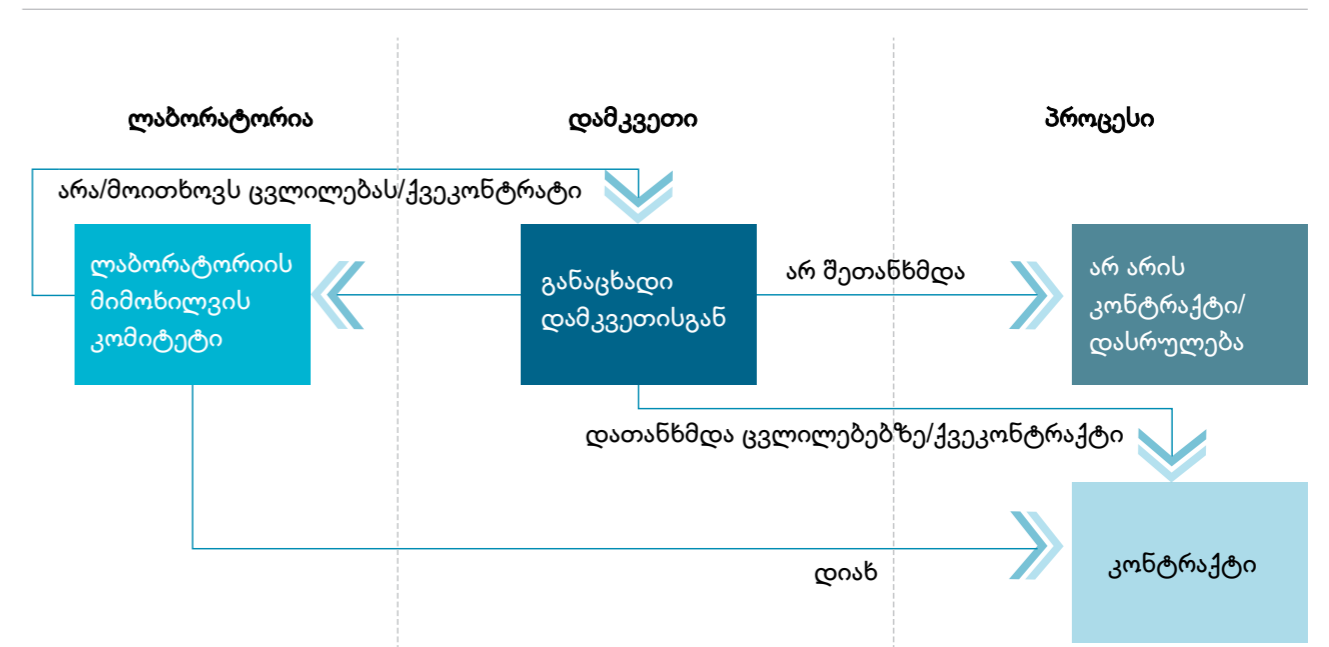 ლაბორატორია
დამკვეთი
პროცესი
არა/მოითხოვს ცვლილებას/ქვეკონტრატი
ლაბორატორიის
მიმოხილვის
კომიტეტი
განაცხადი
დამკვეთისგან
არ შეთანხმდა
არ არის
კონტრაქტი/
დასრულება
დათანხმდა ცვლილებებზე/ქვეკონტრაქტი
დიახ
კონტრაქტი